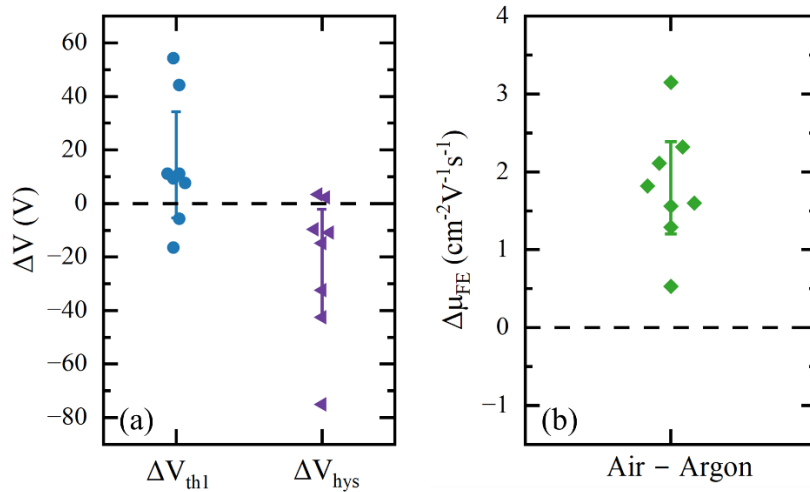 ΔV (V)
60
40
20
0
−20
−40
−60
−80
(a)
ΔV_th1
ΔV_hys
Δμ_FE (cm⁻²V⁻¹s⁻¹)
4
3
2
1
0
−1
(b)
Air − Argon